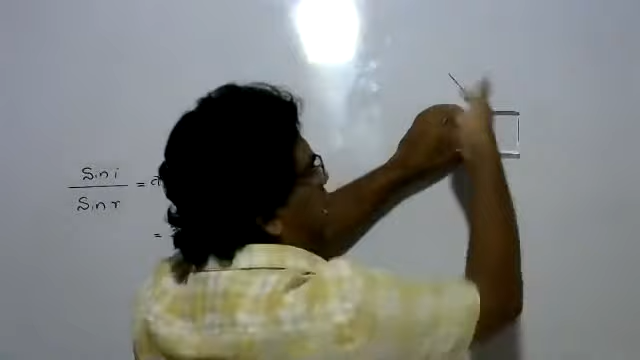 Sin i
Sin r
=
=